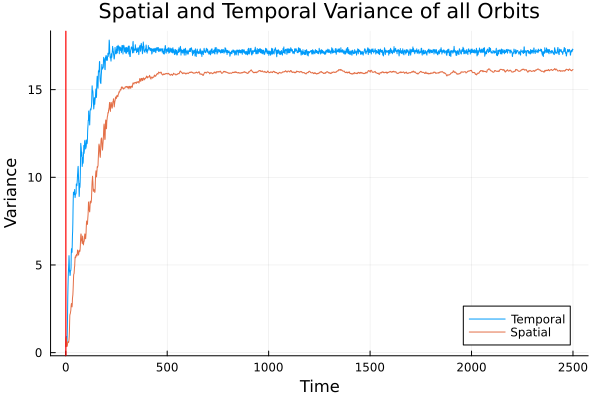 Spatial and Temporal Variance of all Orbits
Variance
15
10
5
0
0 500 1000 1500 2000 2500
Time
Temporal
Spatial